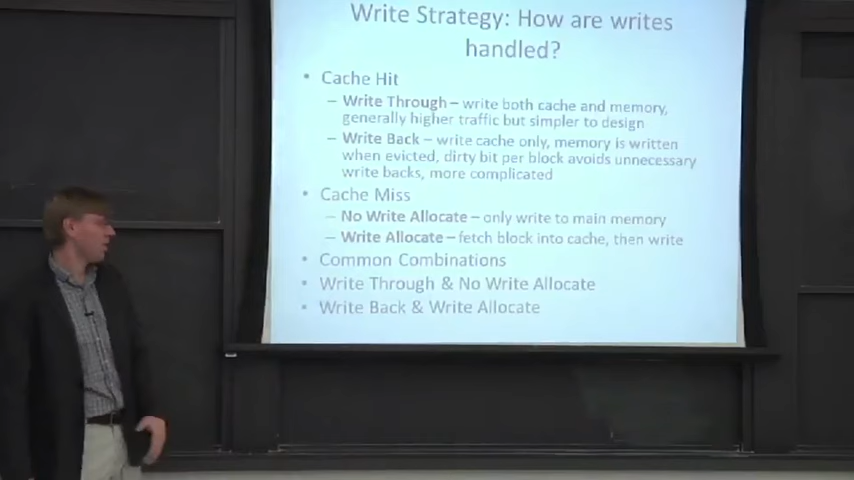 Write Strategy: How are writes
handled?
• Cache Hit
– Write Through – write both cache and memory,
generally higher traffic but simpler to design
– Write Back – write cache only, memory is written
when evicted, dirty bit per block avoids unnecessary
write backs, more complicated
• Cache Miss
– No Write Allocate – only write to main memory
– Write Allocate – fetch block into cache, then write
• Common Combinations
• Write Through & No Write Allocate
• Write Back & Write Allocate